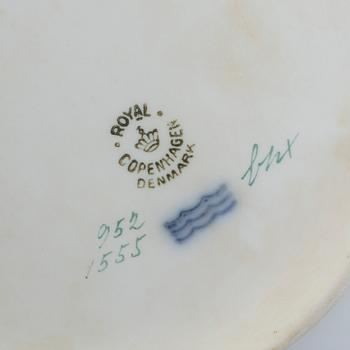 ROYAL
COPENHAGEN
DENMARK
952
1555